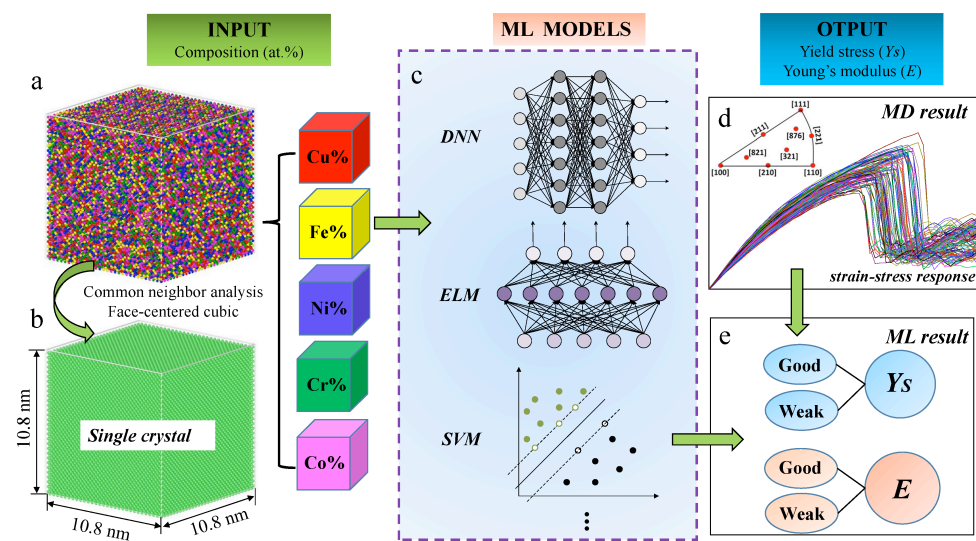 INPUT
Composition (at.%)
ML MODELS
OTPUT
Yield stress (Ys)
Young's modulus (E)
a
Cu%
Fe%
Ni%
Cr%
Co%
Common neighbor analysis
Face-centered cubic
b
10.8 nm
Single crystal
10.8 nm
10.8 nm
c
DNN
ELM
SVM
d
MD result
[111]
[211]
[221]
[876]
[821]
[321]
[100]
[210]
[110]
strain-stress response
e
ML result
Good
Weak
Ys
Good
Weak
E